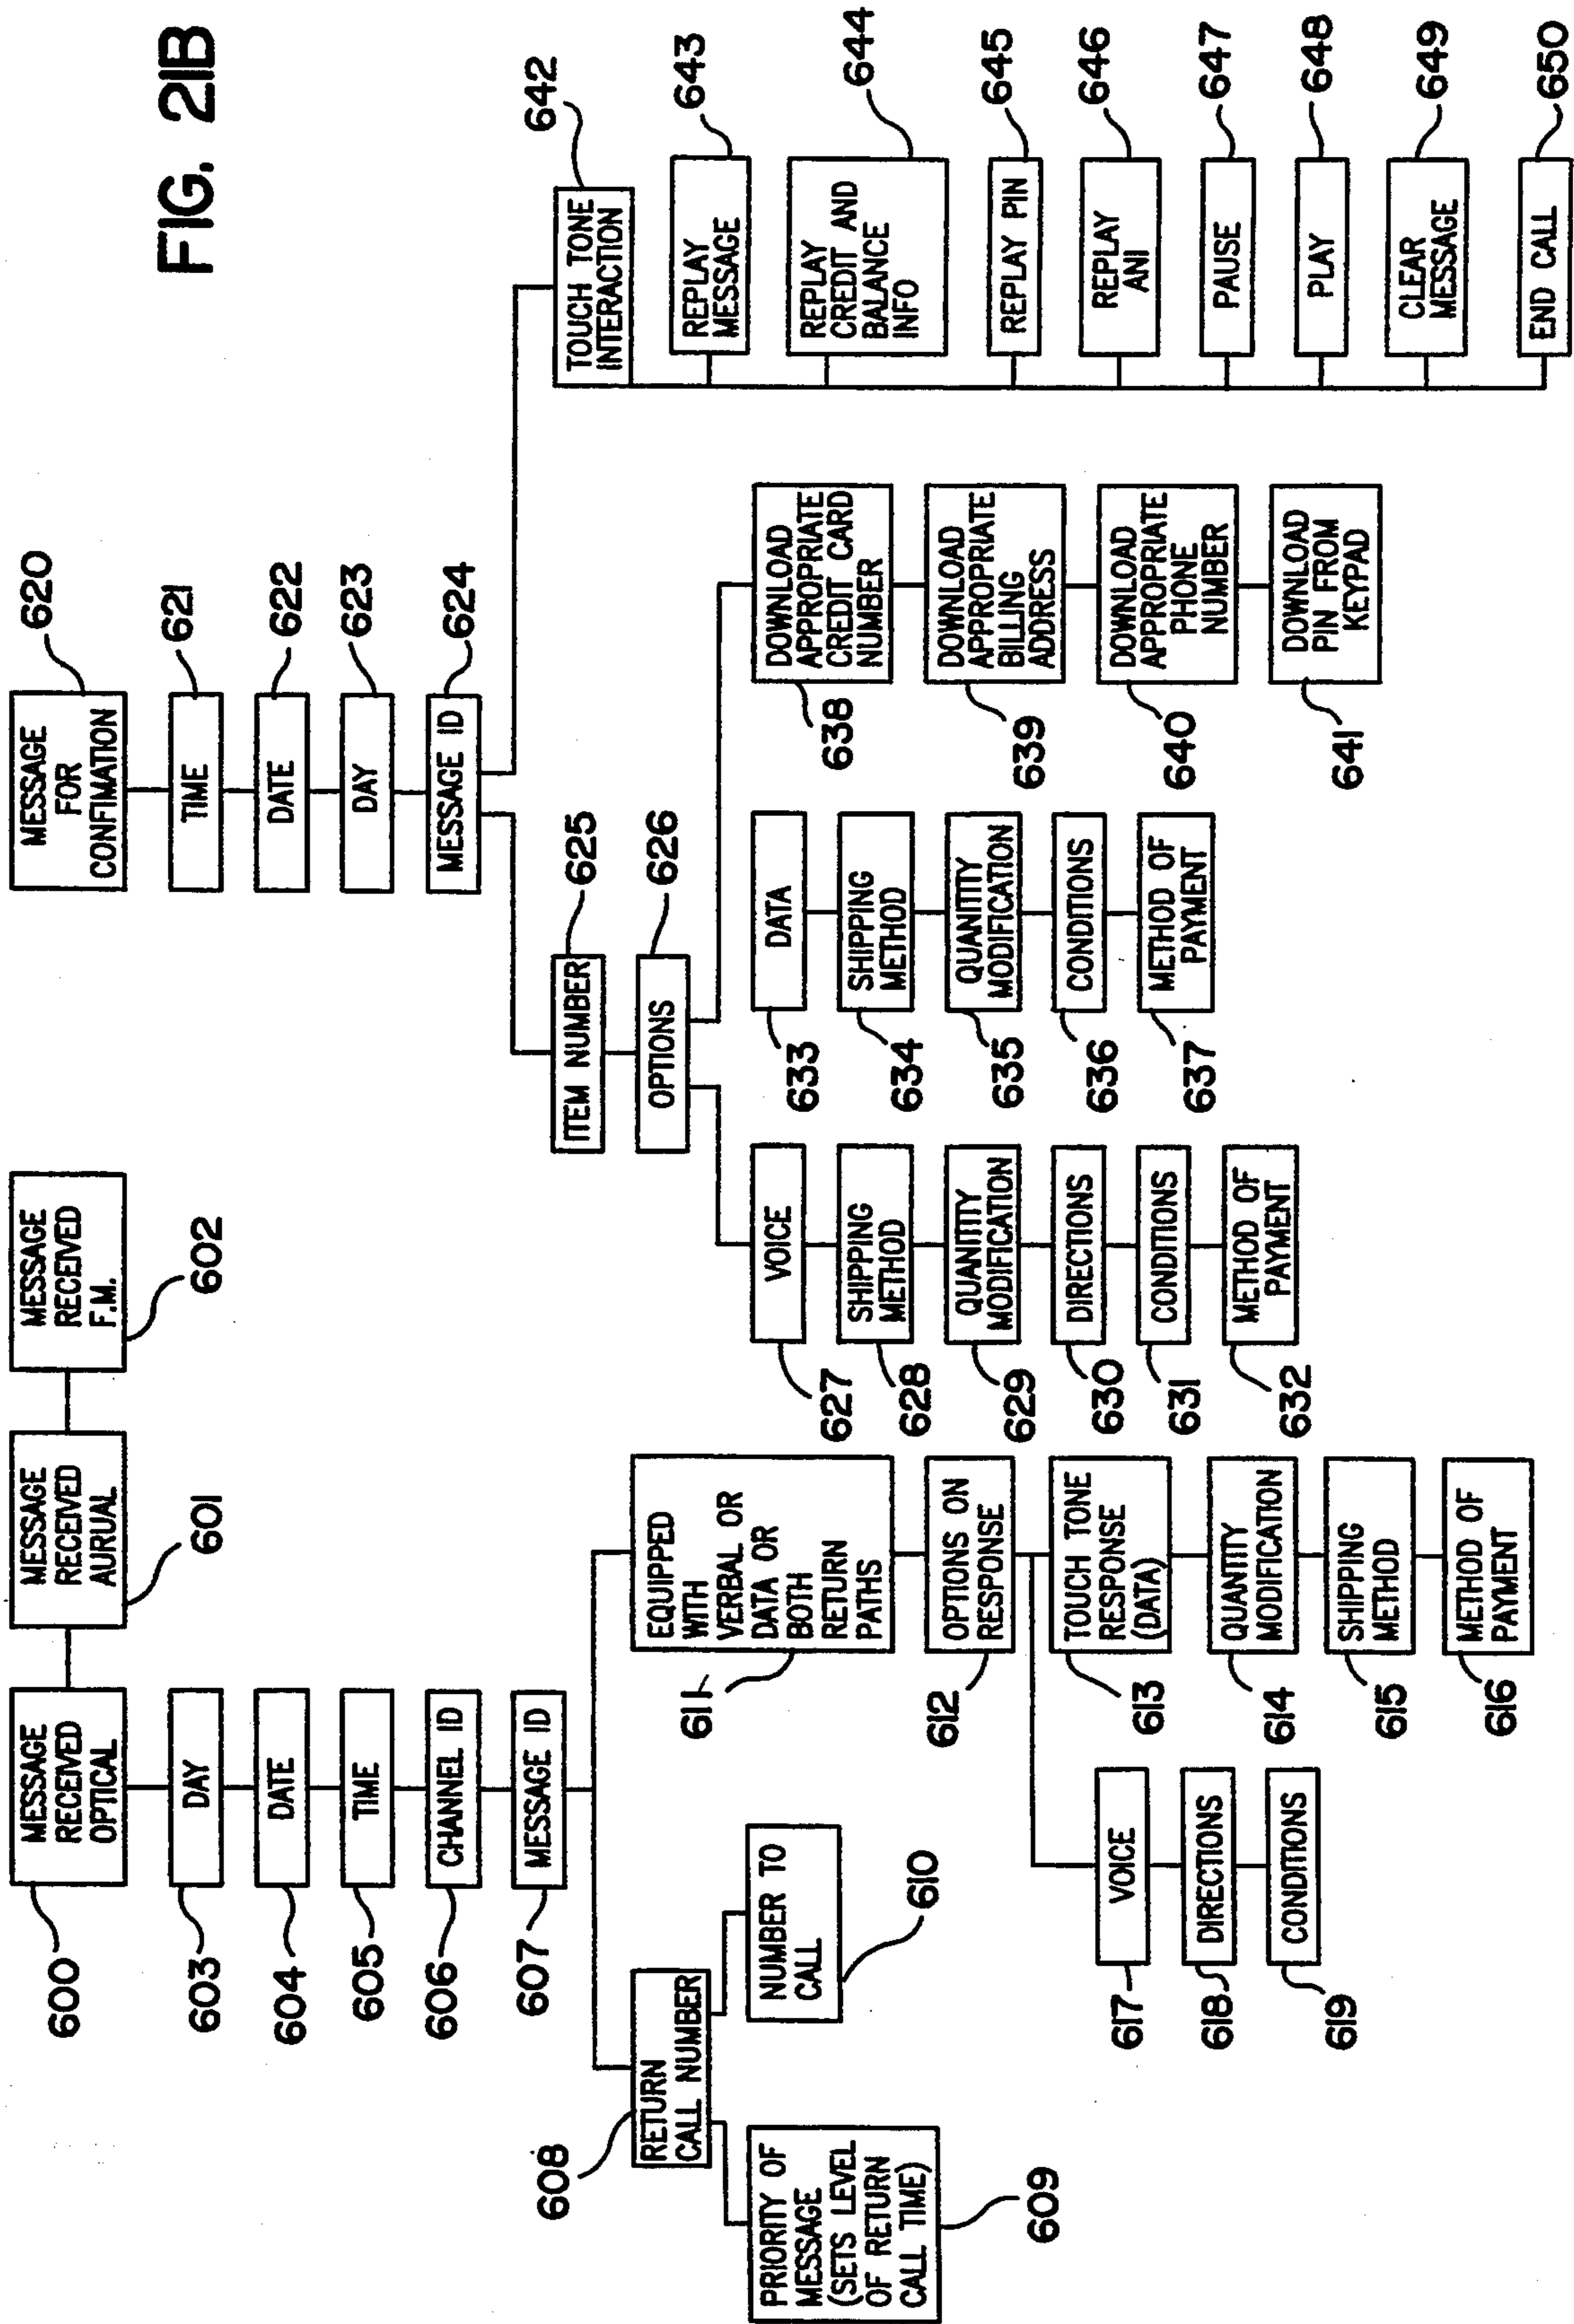 FIG. 21B
MESSAGE
RECEIVED
OPTICAL
600
MESSAGE
RECEIVED
AURUAL
601
MESSAGE
RECEIVED
F.M.
602
DAY
603
DATE
604
TIME
605
CHANNEL ID
606
MESSAGE ID
607
RETURN
CALL NUMBER
608
PRIORITY OF
MESSAGE
(SETS LEVEL
OF RETURN
CALL TIME)
609
NUMBER TO
CALL
610
EQUIPPED
WITH
VERBAL OR
DATA OR
BOTH
RETURN
PATHS
611
OPTIONS ON
RESPONSE
612
TOUCH TONE
RESPONSE
(DATA)
613
QUANTITY
MODIFICATION
614
SHIPPING
METHOD
615
METHOD OF
PAYMENT
616
VOICE
617
DIRECTIONS
618
CONDITIONS
619
MESSAGE
FOR
CONFIMATION
620
TIME
621
DATE
622
DAY
623
MESSAGE ID
624
ITEM NUMBER
625
OPTIONS
626
VOICE
627
SHIPPING
METHOD
628
QUANITITY
MODIFICATION
629
DIRECTIONS
630
CONDITIONS
631
METHOD OF
PAYMENT
632
DATA
633
SHIPPING
METHOD
634
QUANITITY
MODIFICATION
635
CONDITIONS
636
METHOD OF
PAYMENT
637
DOWNLOAD
APPROPRIATE
CREDIT CARD
NUMBER
638
DOWNLOAD
APPROPRIATE
BILLING
ADDRESS
639
DOWNLOAD
APPROPRIATE
PHONE
NUMBER
640
DOWNLOAD
PIN FROM
KEYPAD
641
TOUCH TONE
INTERACTION
642
REPLAY
MESSAGE
643
REPLAY
CREDIT AND
BALANCE
INFO
644
REPLAY PIN
645
REPLAY
ANI
646
PAUSE
647
PLAY
648
CLEAR
MESSAGE
649
END CALL
650